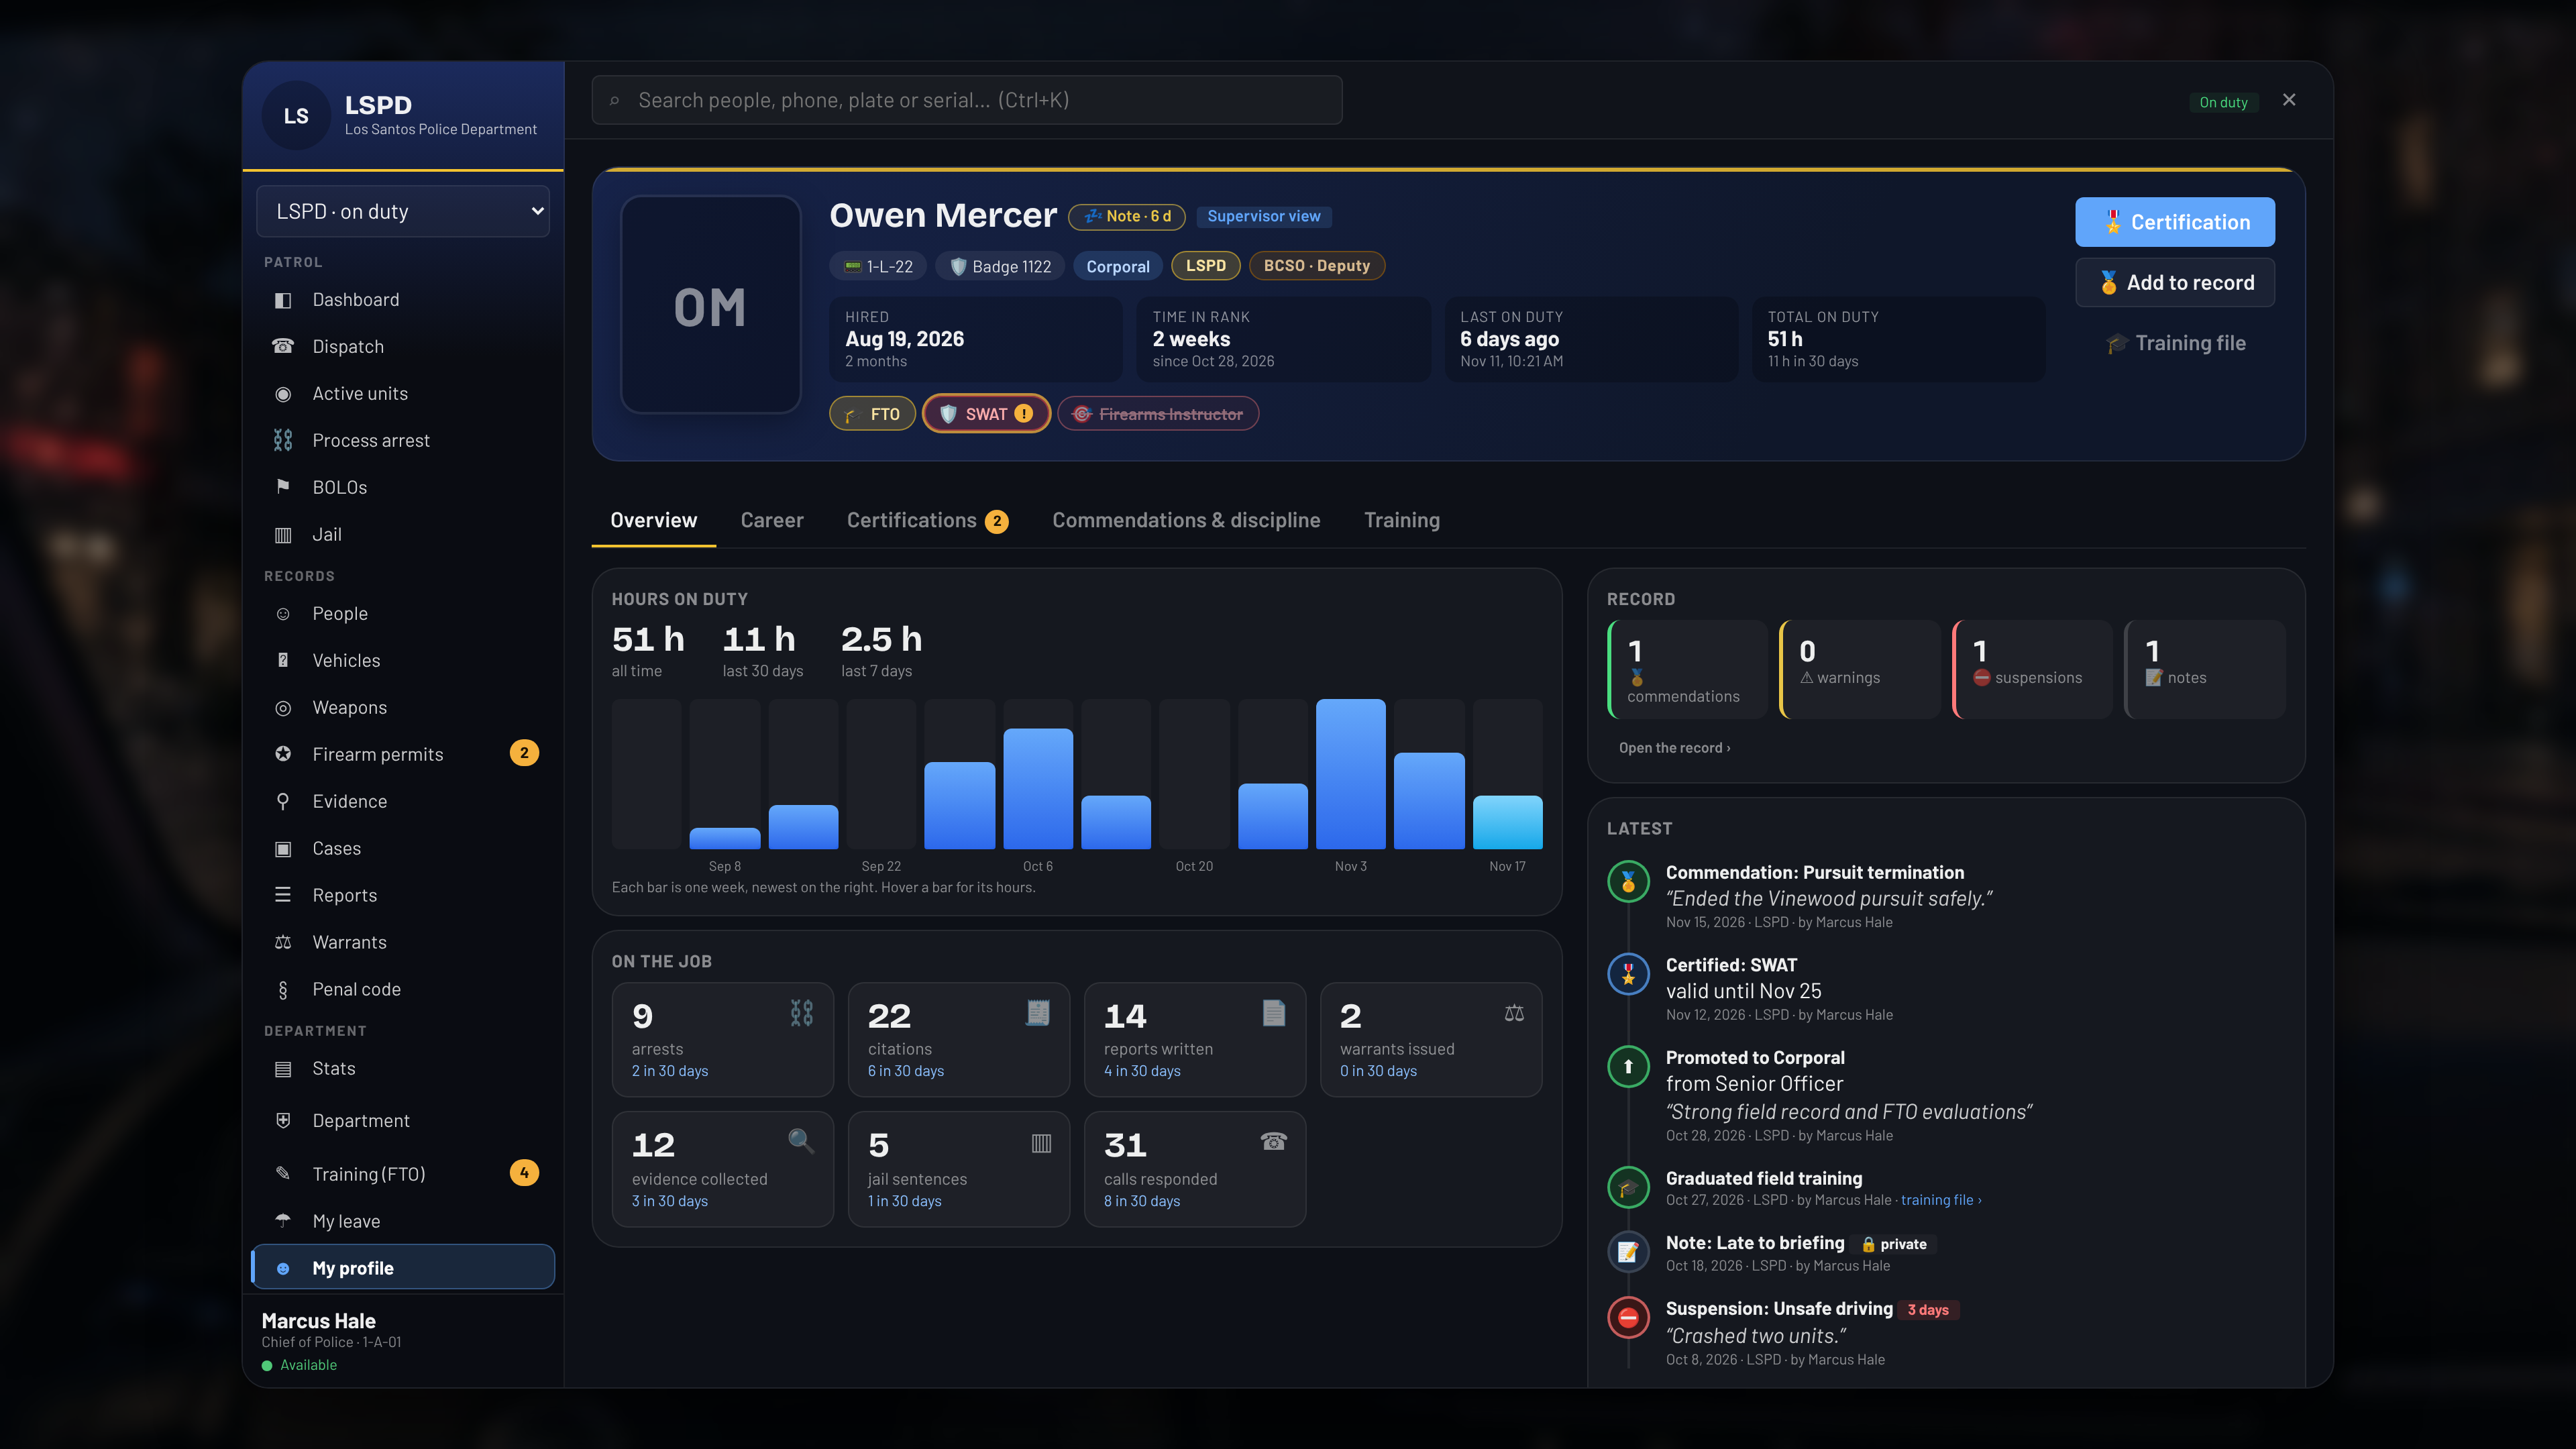 LS
LSPD
Los Santos Police Department
LSPD · on duty
PATROL
Dashboard
Dispatch
Active units
Process arrest
BOLOs
Jail
RECORDS
People
Vehicles
Weapons
Firearm permits 2
Evidence
Cases
Reports
Warrants
§ Penal code
DEPARTMENT
Stats
Department
Training (FTO) 4
My leave
My profile
Marcus Hale
Chief of Police · 1-A-01
Available
Search people, phone, plate or serial... (Ctrl+K)
On duty ✕
OM
Owen Mercer 💤 Note · 6 d Supervisor view
1-L-22 Badge 1122 Corporal LSPD BCSO · Deputy
HIRED
Aug 19, 2026
2 months
TIME IN RANK
2 weeks
since Oct 28, 2026
LAST ON DUTY
6 days ago
Nov 11, 10:21 AM
TOTAL ON DUTY
51 h
11 h in 30 days
FTO SWAT ! Firearms Instructor
Certification
Add to record
Training file
Overview Career Certifications 2 Commendations & discipline Training
HOURS ON DUTY
51 h 11 h 2.5 h
all time last 30 days last 7 days
Sep 8 Sep 22 Oct 6 Oct 20 Nov 3 Nov 17
Each bar is one week, newest on the right. Hover a bar for its hours.
ON THE JOB
9
arrests
2 in 30 days
22
citations
6 in 30 days
14
reports written
4 in 30 days
2
warrants issued
0 in 30 days
12
evidence collected
3 in 30 days
5
jail sentences
1 in 30 days
31
calls responded
8 in 30 days
RECORD
1
commendations
0
⚠ warnings
1
⛔ suspensions
1
📝 notes
Open the record ›
LATEST
Commendation: Pursuit termination
“Ended the Vinewood pursuit safely.”
Nov 15, 2026 · LSPD · by Marcus Hale
Certified: SWAT
valid until Nov 25
Nov 12, 2026 · LSPD · by Marcus Hale
Promoted to Corporal
from Senior Officer
“Strong field record and FTO evaluations”
Oct 28, 2026 · LSPD · by Marcus Hale
Graduated field training
Oct 27, 2026 · LSPD · by Marcus Hale · training file ›
Note: Late to briefing 🔒 private
Oct 18, 2026 · LSPD · by Marcus Hale
Suspension: Unsafe driving 3 days
“Crashed two units.”
Oct 8, 2026 · LSPD · by Marcus Hale